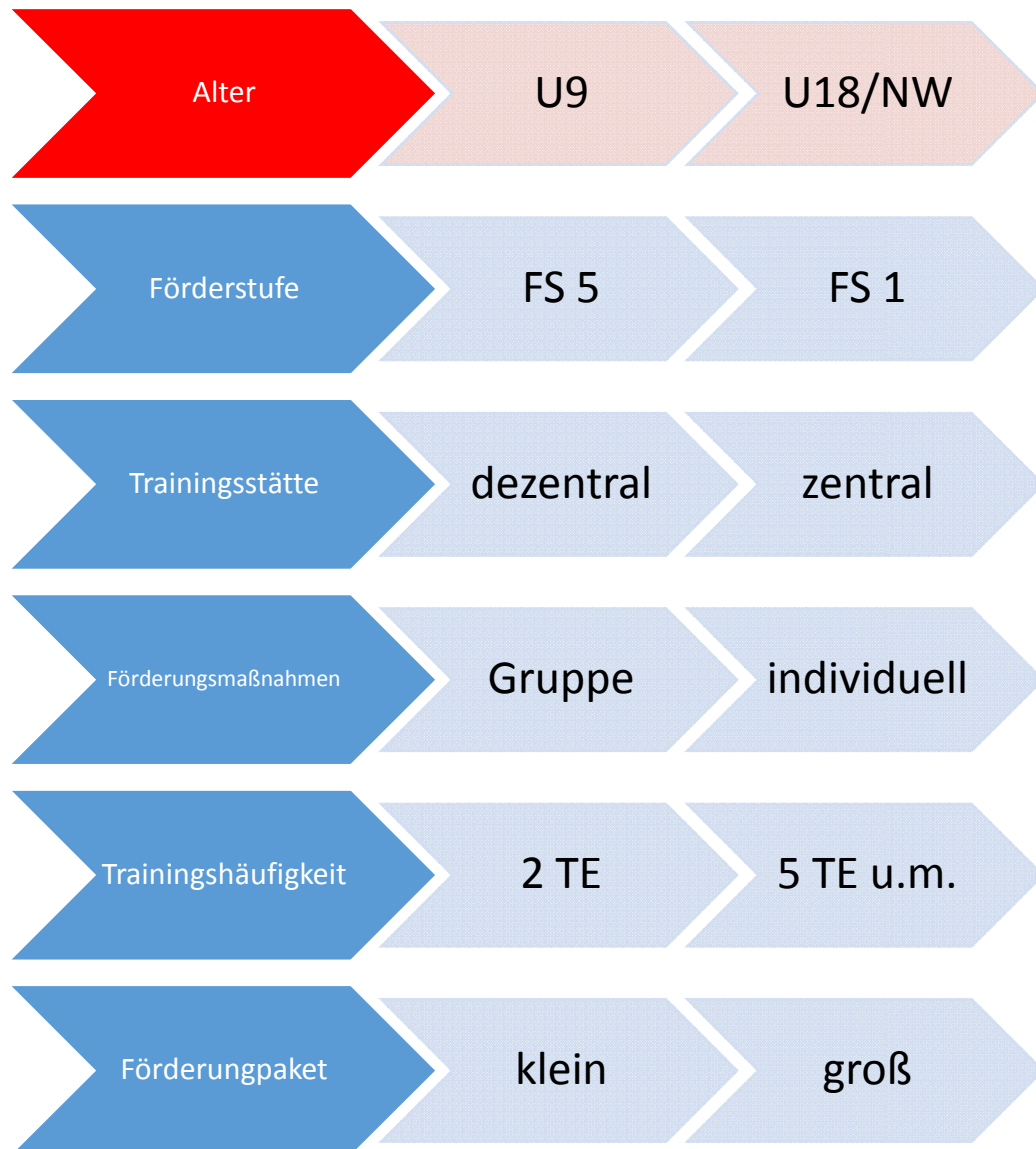 Alter U9 U18/NW
Förderstufe FS 5 FS 1
Trainingsstätte dezentral zentral
Förderungsmaßnahmen Gruppe individuell
Trainingshäufigkeit 2 TE 5 TE u.m.
Förderungpaket klein groß